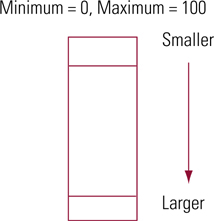 Minimum = 0, Maximum = 100
Smaller
Larger